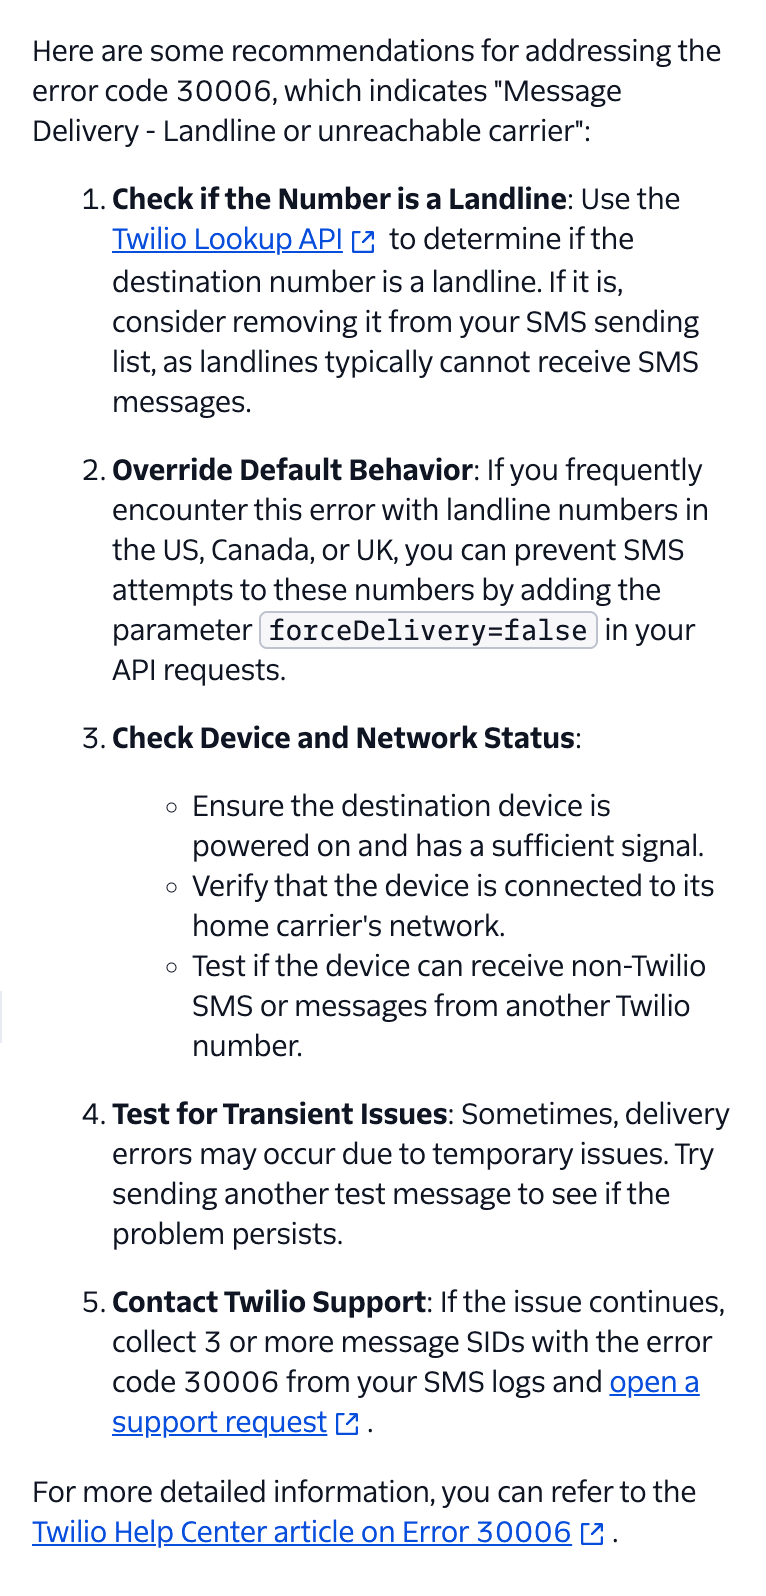 Here are some recommendations for addressing the
error code 30006, which indicates "Message
Delivery - Landline or unreachable carrier":
1. Check if the Number is a Landline: Use the
Twilio Lookup API to determine if the
destination number is a landline. If it is,
consider removing it from your SMS sending
list, as landlines typically cannot receive SMS
messages.
2. Override Default Behavior: If you frequently
encounter this error with landline numbers in
the US, Canada, or UK, you can prevent SMS
attempts to these numbers by adding the
parameter forceDelivery=false in your
API requests.
3. Check Device and Network Status:
○ Ensure the destination device is
powered on and has a sufficient signal.
○ Verify that the device is connected to its
home carrier's network.
○ Test if the device can receive non-Twilio
SMS or messages from another Twilio
number.
4. Test for Transient Issues: Sometimes, delivery
errors may occur due to temporary issues. Try
sending another test message to see if the
problem persists.
5. Contact Twilio Support: If the issue continues,
collect 3 or more message SIDs with the error
code 30006 from your SMS logs and open a
support request .
For more detailed information, you can refer to the
Twilio Help Center article on Error 30006 .